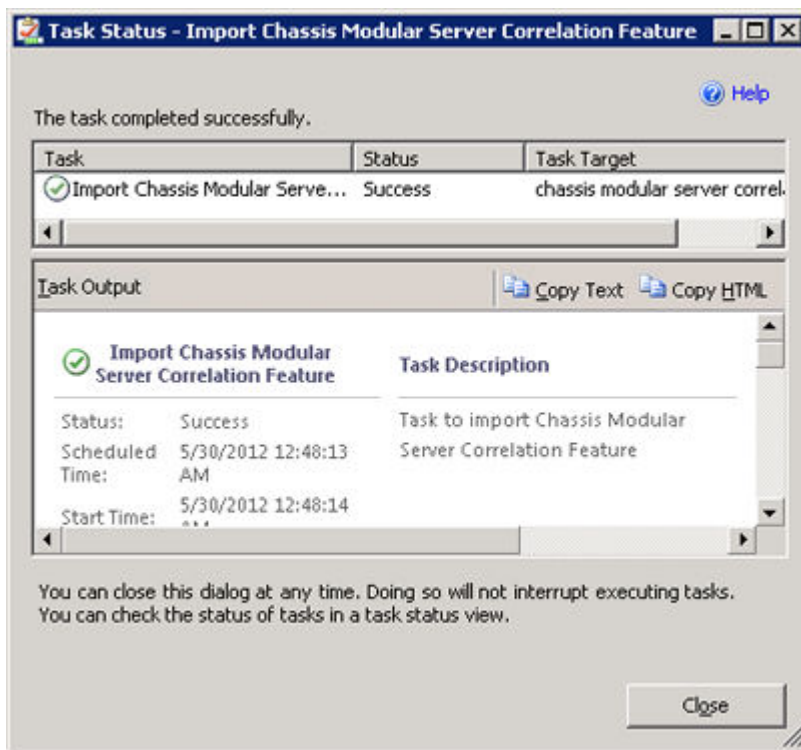 Task Status - Import Chassis Modular Server Correlation Feature
Help
The task completed successfully.
Task Status Task Target
Import Chassis Modular Serve... Success chassis modular server correl
Task Output Copy Text Copy HTML
Import Chassis Modular
Server Correlation Feature
Task Description
Status: Success
Scheduled Time: 5/30/2012 12:48:13 AM
Start Time: 5/30/2012 12:48:14
Task to import Chassis Modular
Server Correlation Feature
You can close this dialog at any time. Doing so will not interrupt executing tasks.
You can check the status of tasks in a task status view.
Close